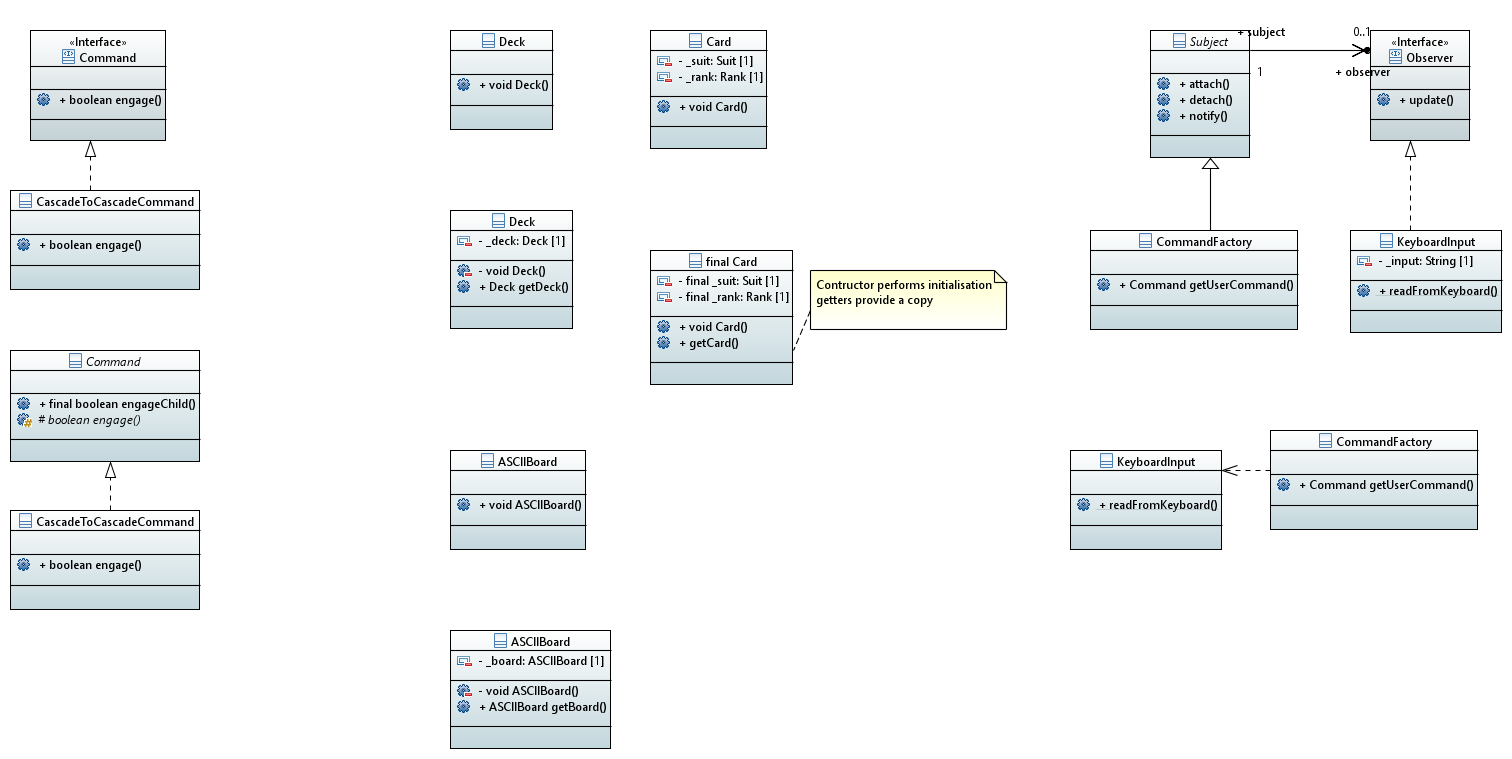 «Interface»
Command
+ boolean engage()
CascadeToCascadeCommand
+ boolean engage()
Command
+ final boolean engageChild()
# boolean engage()
CascadeToCascadeCommand
+ boolean engage()
Deck
+ void Deck()
Deck
- _deck: Deck [1]
- void Deck()
+ Deck getDeck()
ASCIIBoard
+ void ASCIIBoard()
ASCIIBoard
- _board: ASCIIBoard [1]
- void ASCIIBoard()
+ ASCIIBoard getBoard()
Card
- _suit: Suit [1]
- _rank: Rank [1]
+ void Card()
final Card
- final _suit: Suit [1]
- final _rank: Rank [1]
+ void Card()
+ getCard()
Contructor performs initialisation
getters provide a copy
Subject
+ attach()
+ detach()
+ notify()
+ subject
1
0..1
+ observer
«Interface»
Observer
+ update()
CommandFactory
+ Command getUserCommand()
KeyboardInput
- _input: String [1]
+ readFromKeyboard()
KeyboardInput
+ readFromKeyboard()
CommandFactory
+ Command getUserCommand()